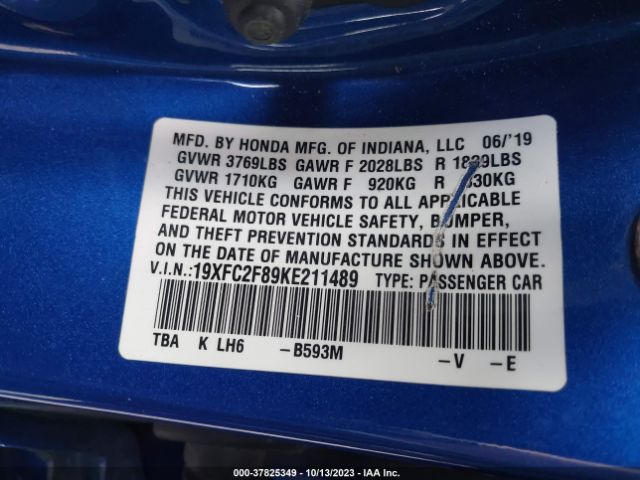 MFD. BY HONDA MFG. OF INDIANA, LLC 06/'19
GVWR 3769LBS GAWR F 2028LBS R LBS
GVWR 1710KG GAWR F 920KG R KG
THIS VEHICLE CONFORMS TO ALL APPLICABLE
FEDERAL MOTOR VEHICLE SAFETY, BUMPER,
AND THEFT PREVENTION STANDARDS IN EFFECT
ON THE DATE OF MANUFACTURE SHOWN ABOVE.
V.I.N.:19XFC2F89KE211489 TYPE: PASSENGER CAR
TBA K LH6 -B593M -V -E
000-37825349 | 10/13/2023 | IAA Inc.